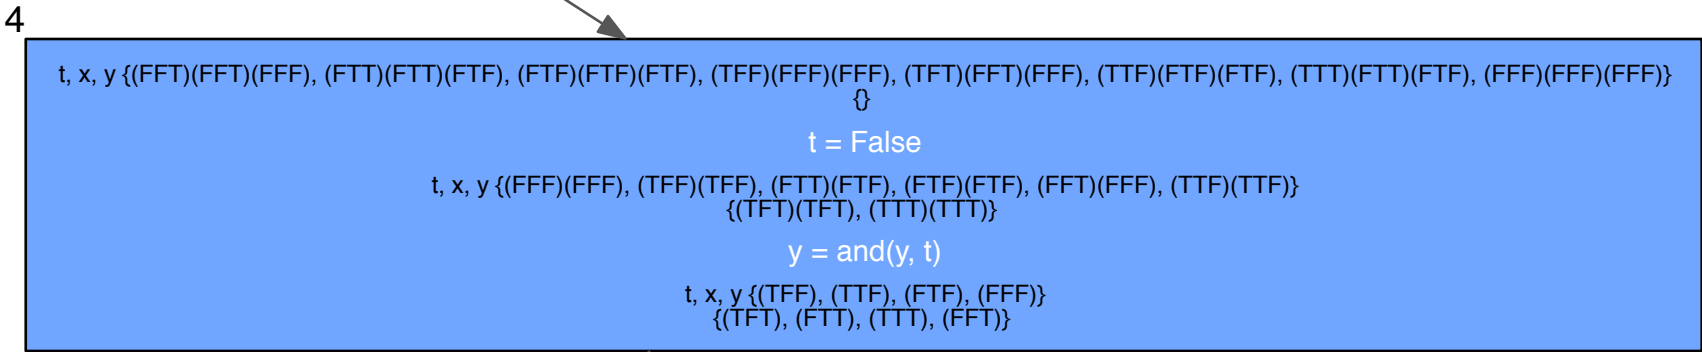 4
t, x, y {(FFT)(FFT)(FFF), (FTT)(FTT)(FTF), (FTF)(FTF)(FTF), (TFF)(FFF)(FFF), (TFT)(FFT)(FFF), (TTF)(FTF)(FTF), (TTT)(FTT)(FTF), (FFF)(FFF)(FFF)}
{}
t = False
t, x, y {(FFF)(FFF), (TFF)(TFF), (FTT)(FTF), (FTF)(FTF), (FFT)(FFF), (TTF)(TTF)}
{(TFT)(TFT), (TTT)(TTT)}
y = and(y, t)
t, x, y {(TFF), (TTF), (FTF), (FFF)}
{(TFT), (FTT), (TTT), (FFT)}